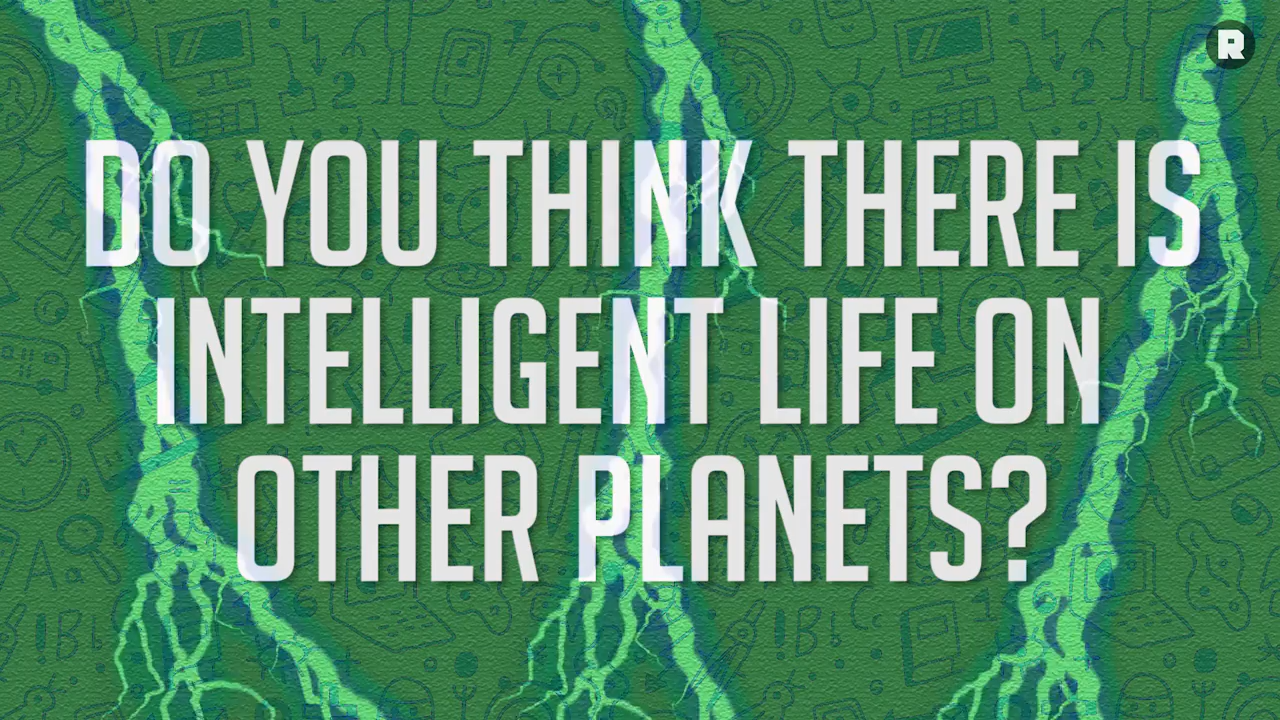 R
DO YOU THINK THERE IS
INTELLIGENT LIFE ON
OTHER PLANETS?